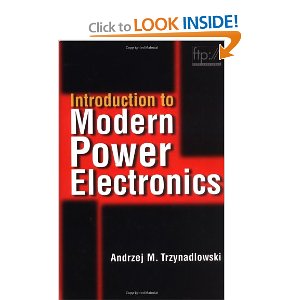 Click to LOOK INSIDE!
ftp://
Introduction to
Modern
Power
Electronics
Andrzej M. Trzynadlowski